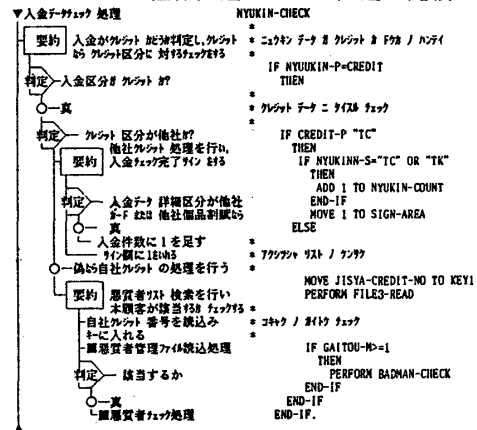 ▼入金データチェック 処理
要約
入金がクレジット かどうか判定し、クレジット
なら クレジット区分に 対するチェックをする
判定
入金区分が クレジット か?
真
判定
クレジット 区分が他社か?
要約
他社クレジット 処理を行い、
入金チェック完了サイン をする
判定
入金データ 詳細区分が他社
カード または 他社個品割賦なら
真
入金件数に 1 を足す
サイン欄に 1をいれる
偽なら自社クレジット の処理を行う
要約
悪質者リスト 検索を行い
本顧客が該当するか チェックする
自社クレジット 番号を読込み
キーに入れる
悪質者管理ファイル読込処理
判定
該当するか
真
悪質者チェック処理
NYUKIN-CHECK
*
* ニュウキン データ ガ クレジット カ ドウカ ノ ハンテイ
*
IF NYUUKIN-P=CREDIT
THEN
*
* クレジット データ ニ タイスル チェック
*
IF CREDIT-P "TC"
THEN
IF NYUKINN-S="TC" OR "TK"
THEN
ADD 1 TO NYUKIN-COUNT
END-IF
MOVE 1 TO SIGN-AREA
ELSE
*
* アクシツシャ リスト ノ ケンサク
*
MOVE JISYA-CREDIT-NO TO KEY1
PERFORM FILE3-READ
*
* コキャク ノ ガイトウ チェック
*
IF GAITOU-M>=1
THEN
PERFORM BADMAN-CHECK
END-IF
END-IF
END-IF.